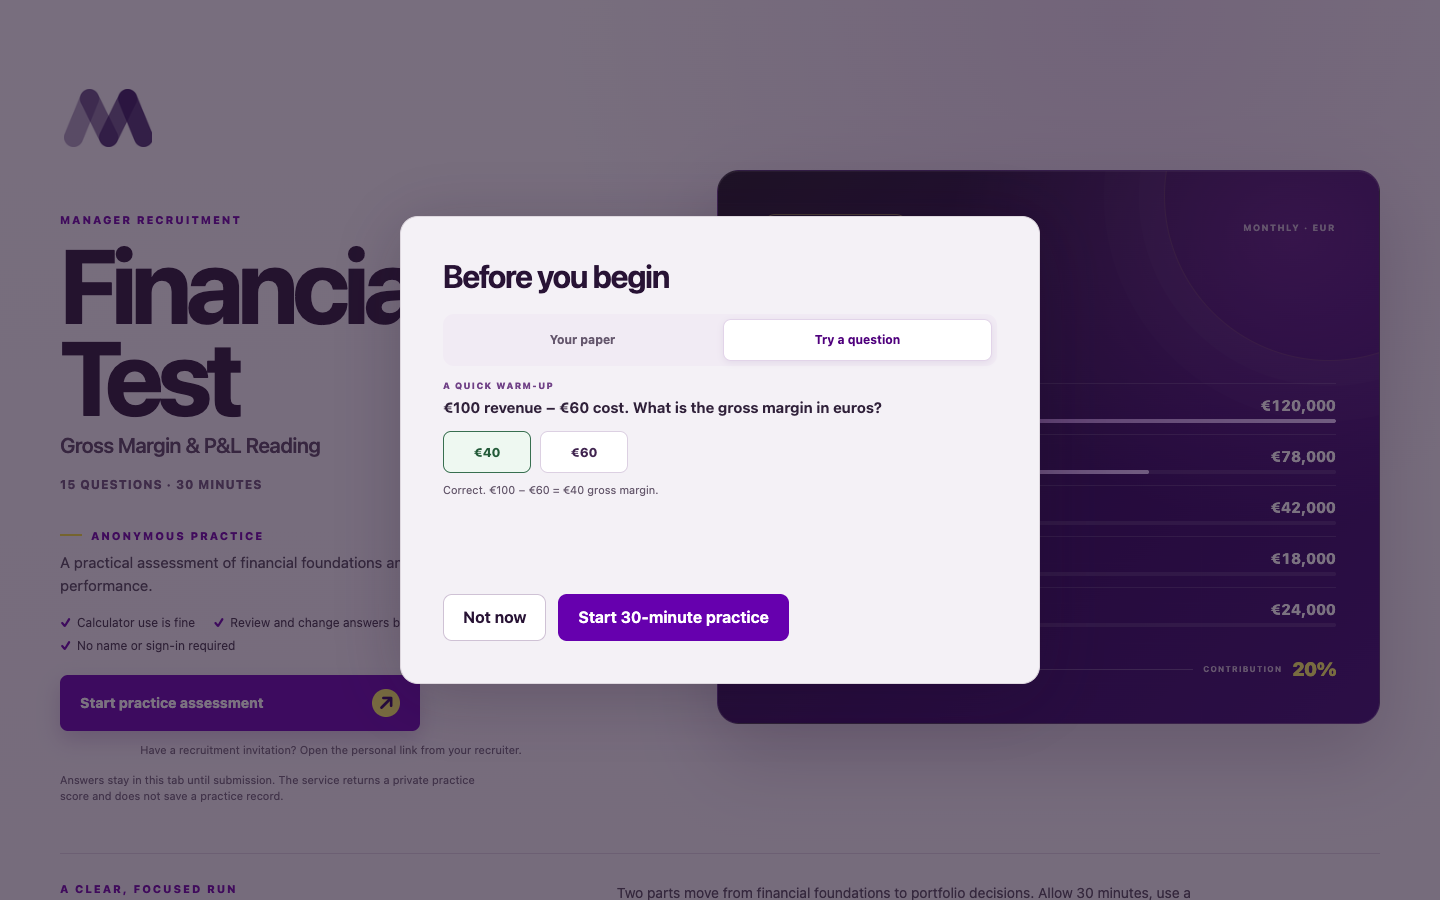 MANAGER RECRUITMENT
Financia
Test
Gross Margin & P&L Reading
15 QUESTIONS · 30 MINUTES
ANONYMOUS PRACTICE
A practical assessment of financial foundations an
performance.
Calculator use is fine
Review and change answers b
No name or sign-in required
Start practice assessment
Have a recruitment invitation? Open the personal link from your recruiter.
Answers stay in this tab until submission. The service returns a private practice
score and does not save a practice record.
Before you begin
Your paper
Try a question
A QUICK WARM-UP
€100 revenue – €60 cost. What is the gross margin in euros?
€40
€60
Correct. €100 – €60 = €40 gross margin.
Not now
Start 30-minute practice
MONTHLY · EUR
€120,000
€78,000
€42,000
€18,000
€24,000
CONTRIBUTION 20%
A CLEAR, FOCUSED RUN
Two parts move from financial foundations to portfolio decisions. Allow 30 minutes, use a